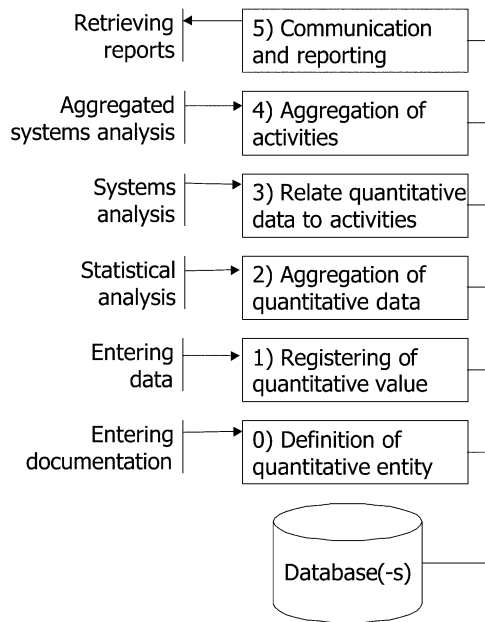 Retrieving
reports
5) Communication
and reporting
Aggregated
systems analysis
4) Aggregation of
activities
Systems
analysis
3) Relate quantitative
data to activities
Statistical
analysis
2) Aggregation of
quantitative data
Entering
data
1) Registering of
quantitative value
Entering
documentation
0) Definition of
quantitative entity
Database(-s)